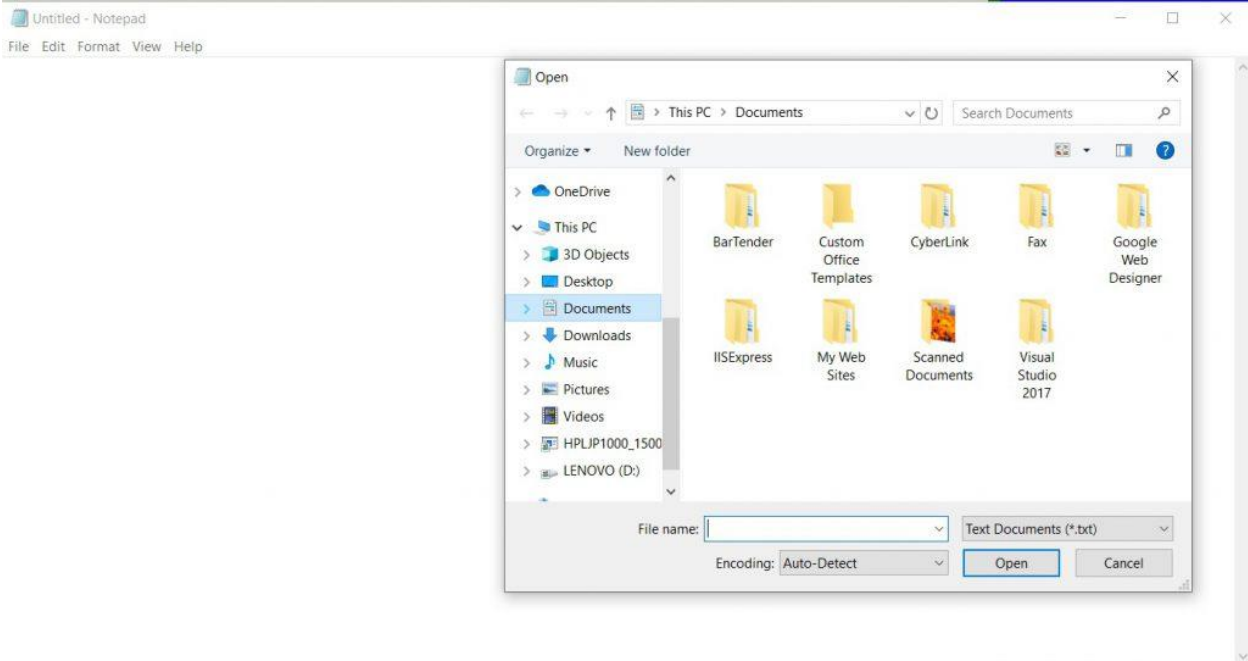 Untitled - Notepad
File Edit Format View Help
Open
This PC > Documents
Search Documents
Organize
New folder
OneDrive
This PC
3D Objects
Desktop
Documents
Downloads
Music
Pictures
Videos
HPLJP1000_1500
LENOVO (D:)
BarTender
Custom
Office
Templates
CyberLink
Fax
Google
Web
Designer
IISExpress
My Web
Sites
Scanned
Documents
Visual
Studio
2017
File name:
Text Documents (*.txt)
Encoding: Auto-Detect
Open
Cancel